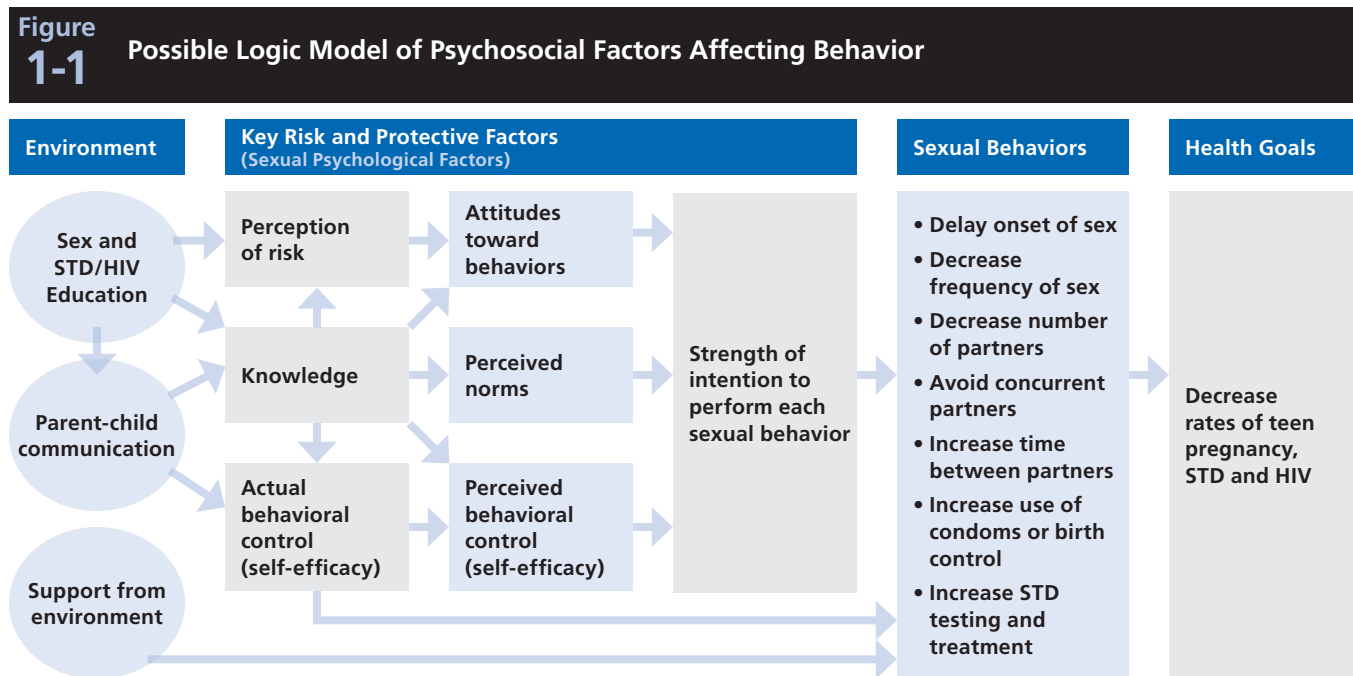 Figure
1-1
Possible Logic Model of Psychosocial Factors Affecting Behavior
Environment
Key Risk and Protective Factors
(Sexual Psychological Factors)
Sexual Behaviors
Health Goals
Sex and
STD/HIV
Education
Parent-child
communication
Support from
environment
Perception
of risk
Knowledge
Actual
behavioral
control
(self-efficacy)
Attitudes
toward
behaviors
Perceived
norms
Perceived
behavioral
control
(self-efficacy)
Strength of
intention to
perform each
sexual behavior
• Delay onset of sex
• Decrease
frequency of sex
• Decrease number
of partners
• Avoid concurrent
partners
• Increase time
between partners
• Increase use of
condoms or birth
control
• Increase STD
testing and
treatment
Decrease
rates of teen
pregnancy,
STD and HIV